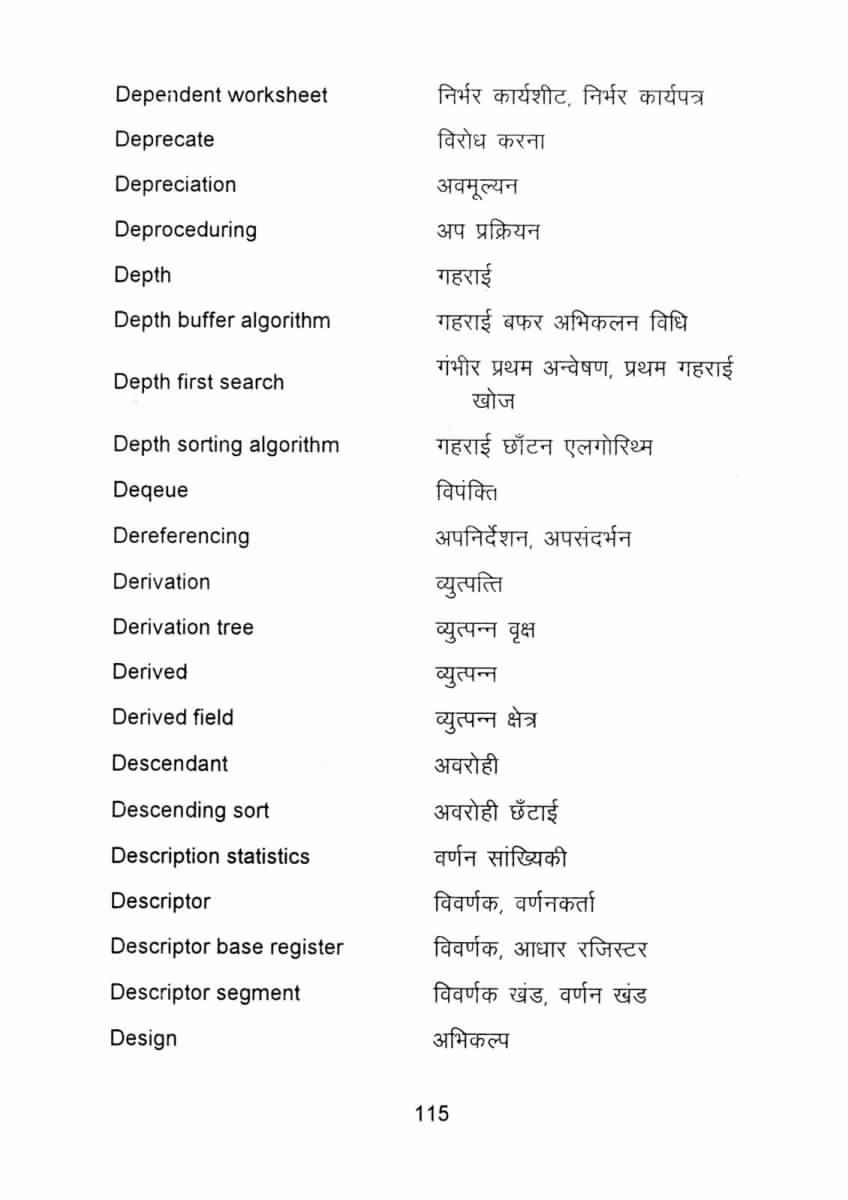 Dependent worksheet निर्भर कार्यशीट, निर्भर कार्यपत्र
Deprecate विरोध करना
Depreciation अवमूल्यन
Deproceduring अप प्रक्रियन
Depth गहराई
Depth buffer algorithm गहराई बफर अभिकलन विधि
Depth first search गंभीर प्रथम अन्वेषण, प्रथम गहराई
खोज
Depth sorting algorithm गहराई छाँटन एलगोरिथ्म
Deqeue विपंक्ति
Dereferencing अपनिर्देशन, अपसंदर्भन
Derivation व्युत्पत्ति
Derivation tree व्युत्पन्न वृक्ष
Derived व्युत्पन्न
Derived field व्युत्पन्न क्षेत्र
Descendant अवरोही
Descending sort अवरोही छँटाई
Description statistics वर्णन सांख्यिकी
Descriptor विवर्णक, वर्णनकर्ता
Descriptor base register विवर्णक, आधार रजिस्टर
Descriptor segment विवर्णक खंड, वर्णन खंड
Design अभिकल्प
115